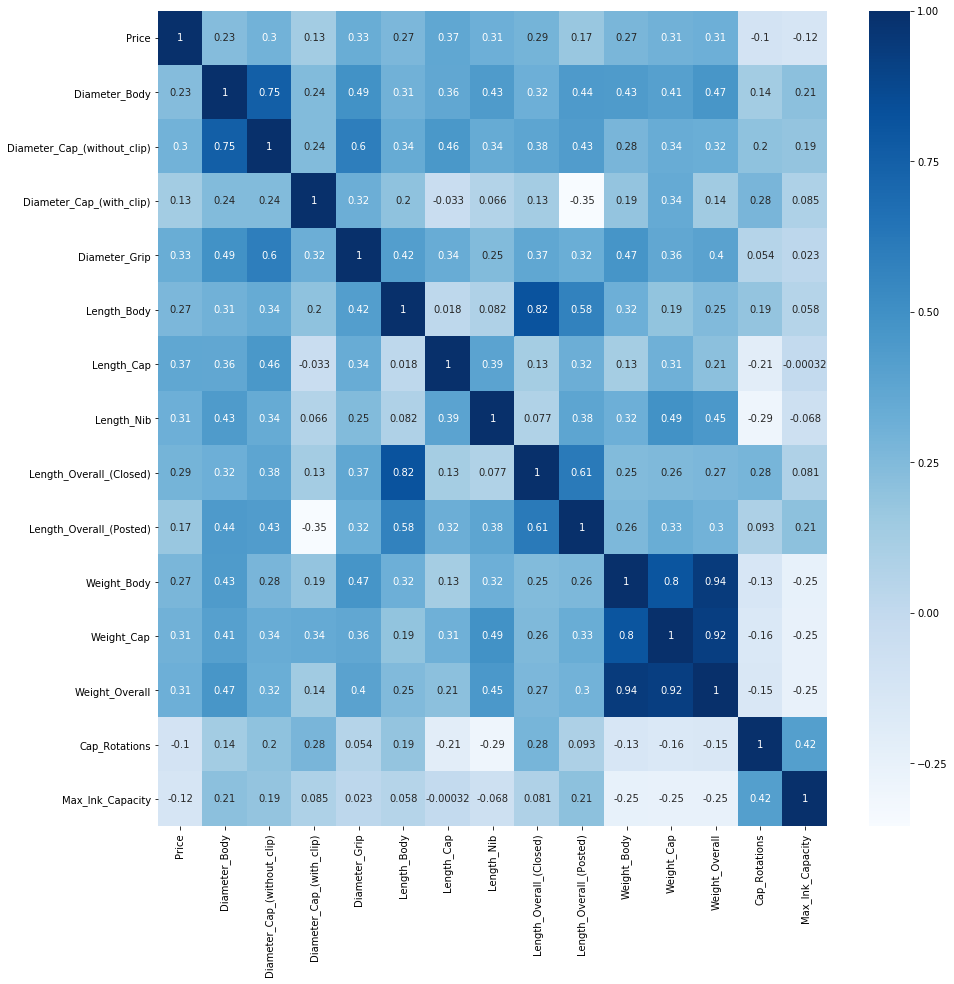 Price 1 0.23 0.3 0.13 0.33 0.27 0.37 0.31 0.29 0.17 0.27 0.31 0.31 -0.1 -0.12
Diameter_Body 0.23 1 0.75 0.24 0.49 0.31 0.36 0.43 0.32 0.44 0.43 0.41 0.47 0.14 0.21
Diameter_Cap_(without_clip) 0.3 0.75 1 0.24 0.6 0.34 0.46 0.34 0.38 0.43 0.28 0.34 0.32 0.2 0.19
Diameter_Cap_(with_clip) 0.13 0.24 0.24 1 0.32 0.2 -0.033 0.066 0.13 -0.35 0.19 0.34 0.14 0.28 0.085
Diameter_Grip 0.33 0.49 0.6 0.32 1 0.42 0.34 0.25 0.37 0.32 0.47 0.36 0.4 0.054 0.023
Length_Body 0.27 0.31 0.34 0.2 0.42 1 0.018 0.082 0.82 0.58 0.32 0.19 0.25 0.19 0.058
Length_Cap 0.37 0.36 0.46 -0.033 0.34 0.018 1 0.39 0.13 0.32 0.13 0.31 0.21 -0.21 -0.00032
Length_Nib 0.31 0.43 0.34 0.066 0.25 0.082 0.39 1 0.077 0.38 0.32 0.49 0.45 -0.29 -0.068
Length_Overall_(Closed) 0.29 0.32 0.38 0.13 0.37 0.82 0.13 0.077 1 0.61 0.25 0.26 0.27 0.28 0.081
Length_Overall_(Posted) 0.17 0.44 0.43 -0.35 0.32 0.58 0.32 0.38 0.61 1 0.26 0.33 0.3 0.093 0.21
Weight_Body 0.27 0.43 0.28 0.19 0.47 0.32 0.13 0.32 0.25 0.26 1 0.8 0.94 -0.13 -0.25
Weight_Cap 0.31 0.41 0.34 0.34 0.36 0.19 0.31 0.49 0.26 0.33 0.8 1 0.92 -0.16 -0.25
Weight_Overall 0.31 0.47 0.32 0.14 0.4 0.25 0.21 0.45 0.27 0.3 0.94 0.92 1 -0.15 -0.25
Cap_Rotations -0.1 0.14 0.2 0.28 0.054 0.19 -0.21 -0.29 0.28 0.093 -0.13 -0.16 -0.15 1 0.42
Max_Ink_Capacity -0.12 0.21 0.19 0.085 0.023 0.058 -0.00032 -0.068 0.081 0.21 -0.25 -0.25 -0.25 0.42 1
Price
Diameter_Body
Diameter_Cap_(without_clip)
Diameter_Cap_(with_clip)
Diameter_Grip
Length_Body
Length_Cap
Length_Nib
Length_Overall_(Closed)
Length_Overall_(Posted)
Weight_Body
Weight_Cap
Weight_Overall
Cap_Rotations
Max_Ink_Capacity
1.00
0.75
0.50
0.25
0.00
−0.25